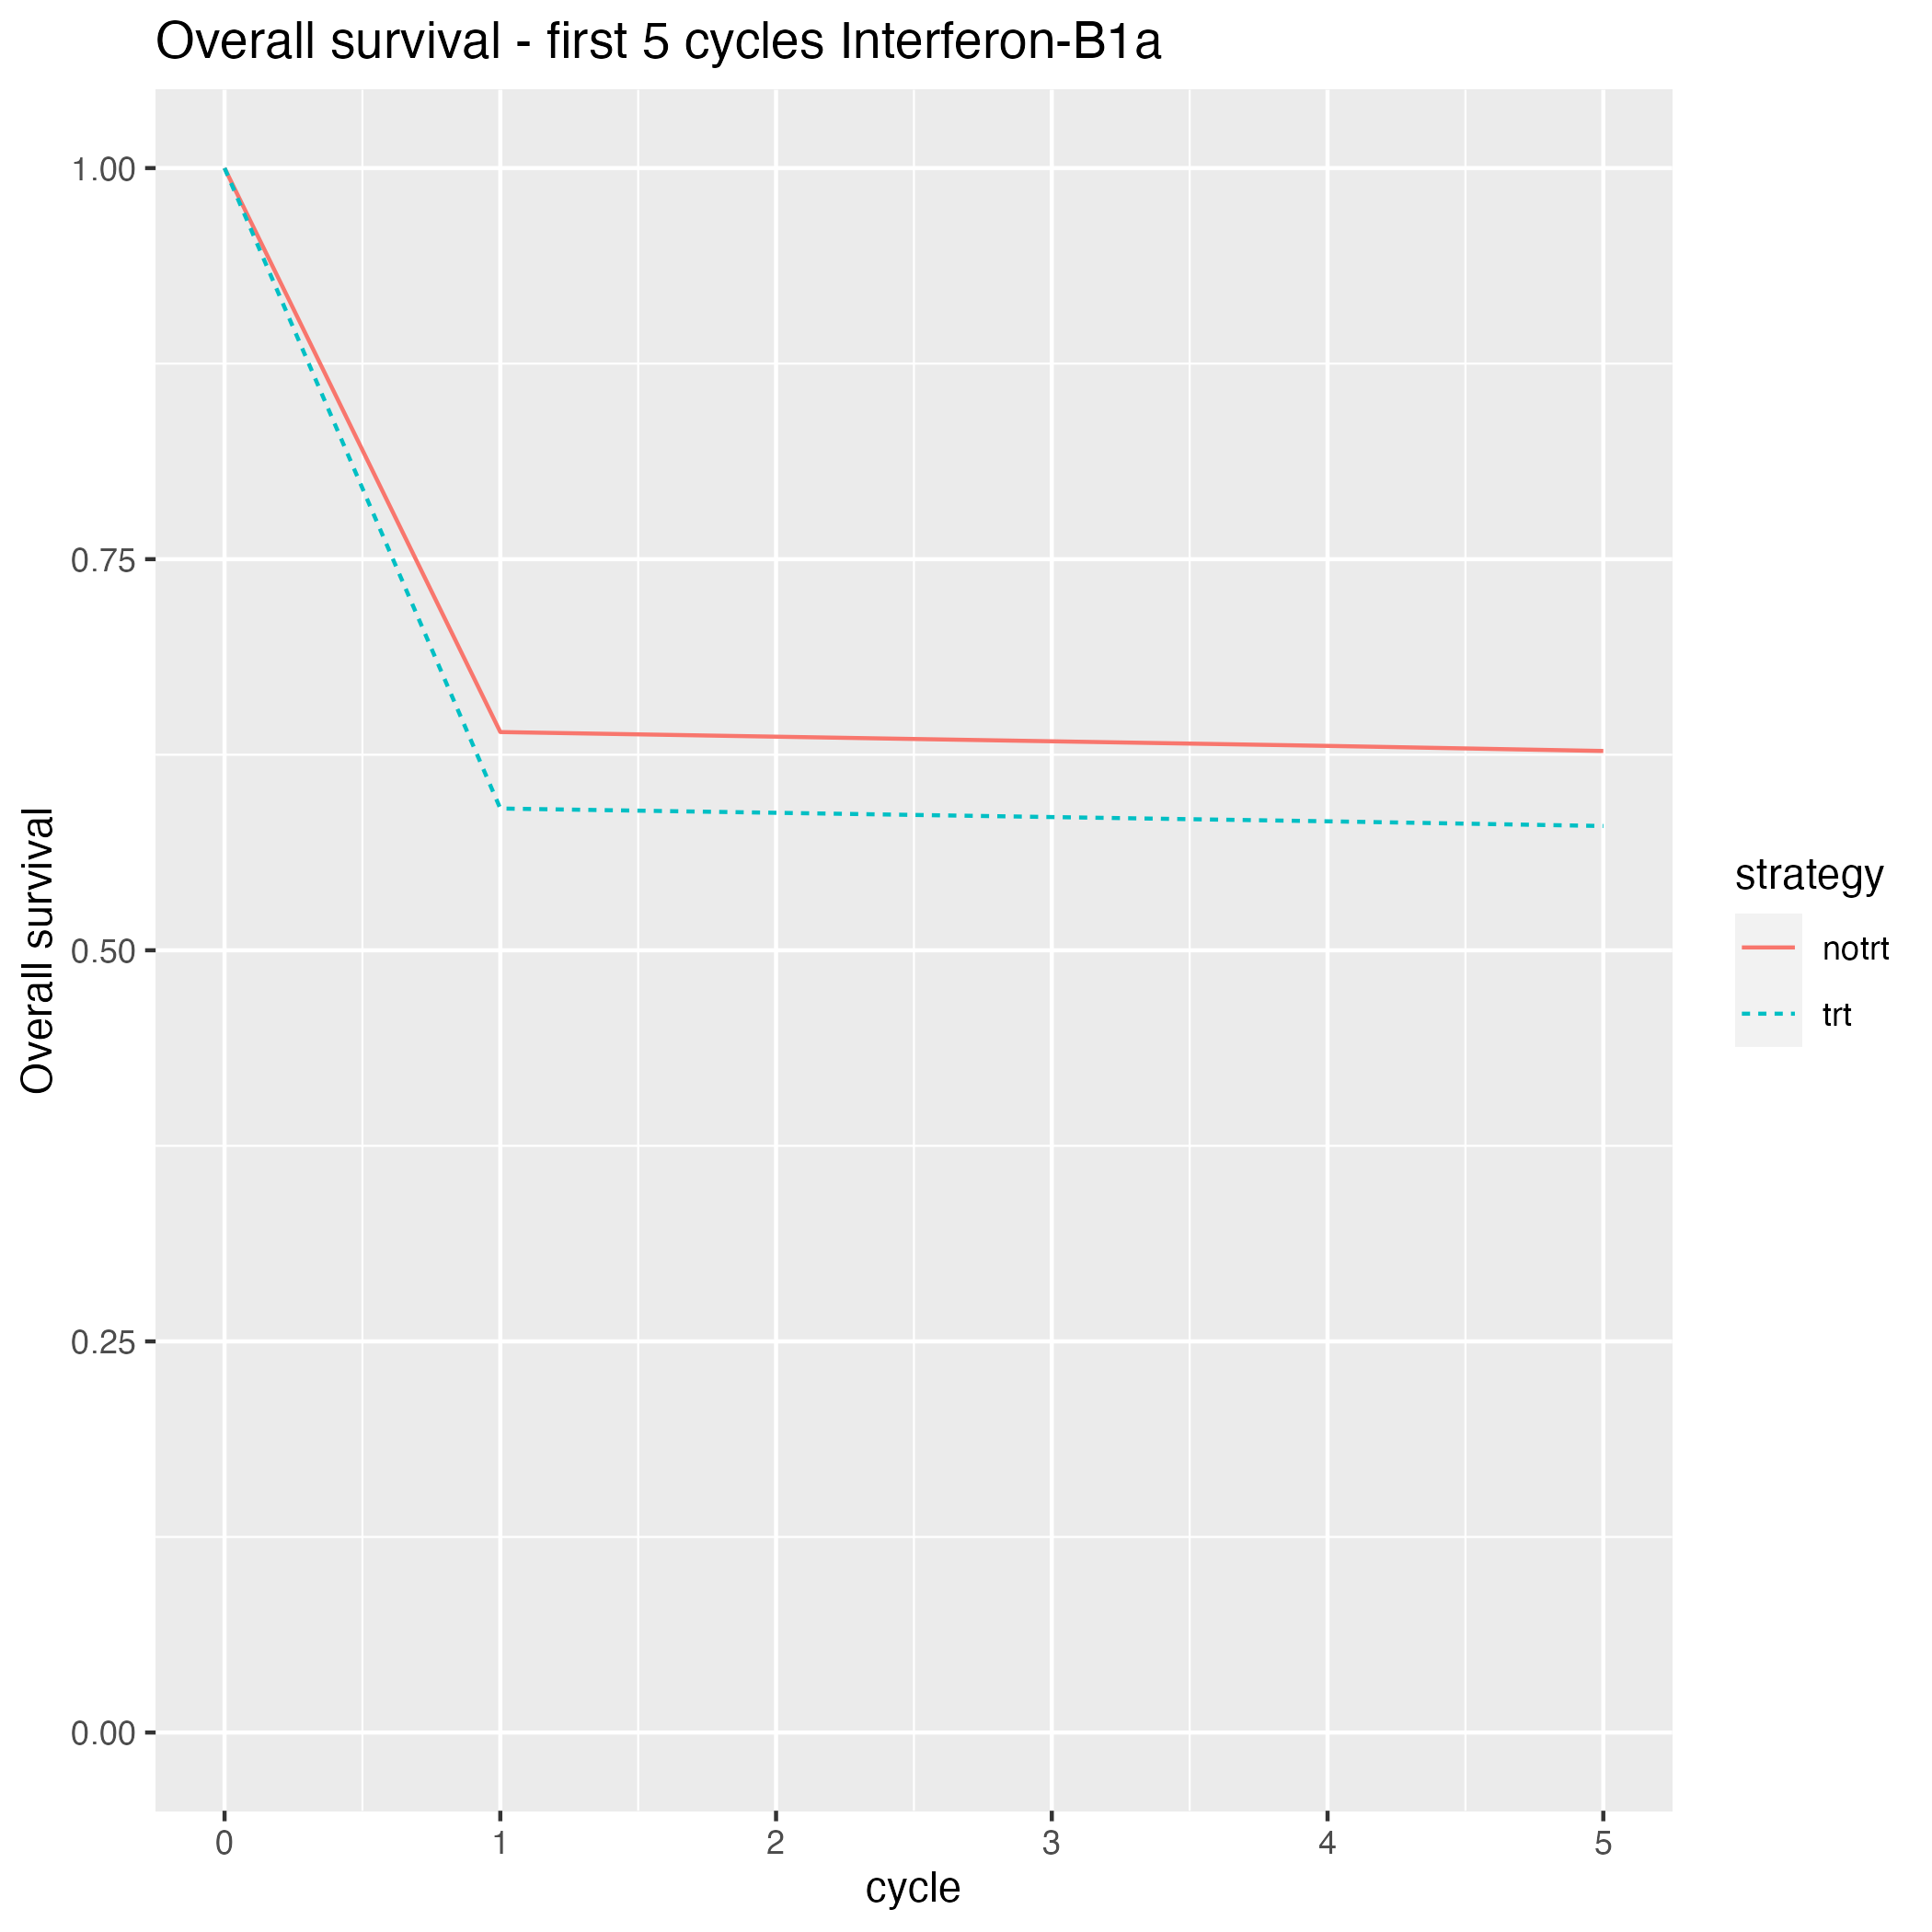 Overall survival - first 5 cycles Interferon-B1a
Overall survival
1.00
0.75
0.50
0.25
0.00
0 1 2 3 4 5
cycle
strategy
notrt
trt